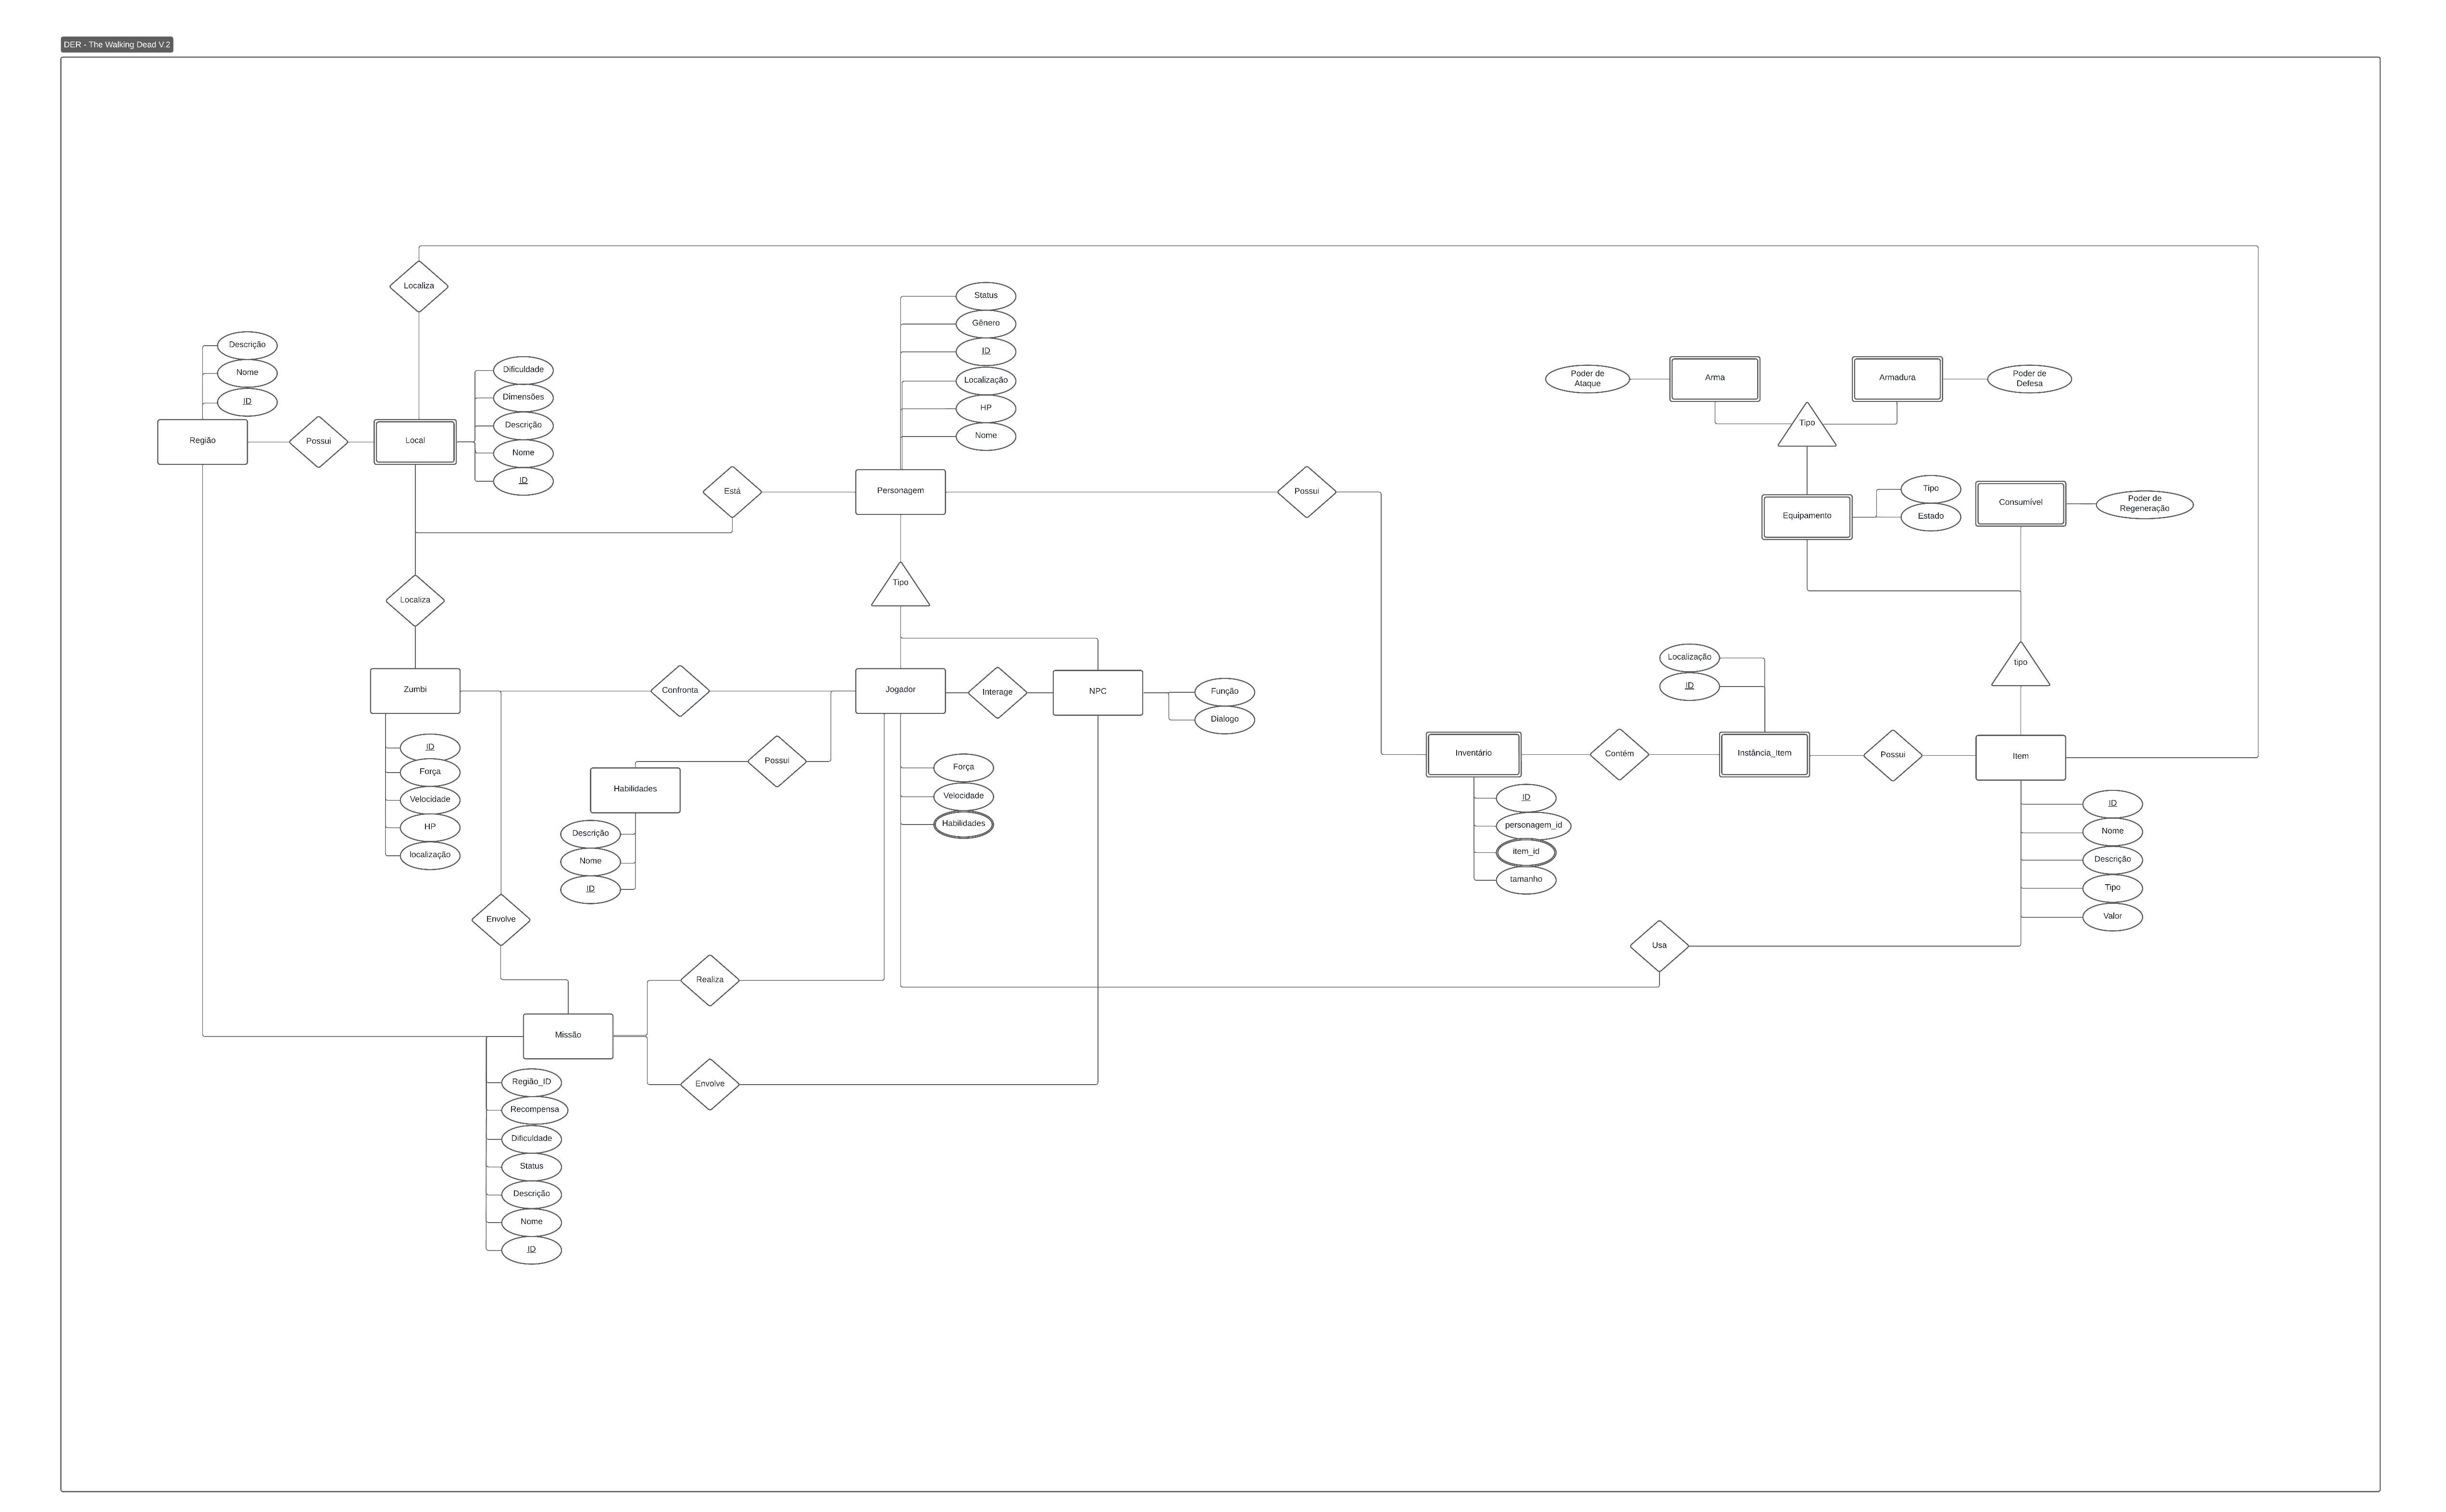 DER - The Walking Dead V.2
Localiza
Status
Gênero
ID
Localização
HP
Nome
Descrição
Nome
ID
Dificuldade
Dimensões
Descrição
Nome
ID
Região
Possui
Local
Está
Personagem
Possui
Poder de
Ataque
Arma
Armadura
Poder de
Defesa
Tipo
Equipamento
Tipo
Estado
Consumível
Poder de
Regeneração
Localiza
Tipo
Zumbi
Confronta
Jogador
Interage
NPC
Função
Dialogo
Localização
ID
tipo
ID
Força
Velocidade
HP
localização
Possui
Habilidades
Descrição
Nome
ID
Força
Velocidade
Habilidades
Inventário
Contém
Instância_Item
Possui
Item
ID
personagem_id
item_id
tamanho
ID
Nome
Descrição
Tipo
Valor
Envolve
Usa
Realiza
Missão
Envolve
Região_ID
Recompensa
Dificuldade
Status
Descrição
Nome
ID